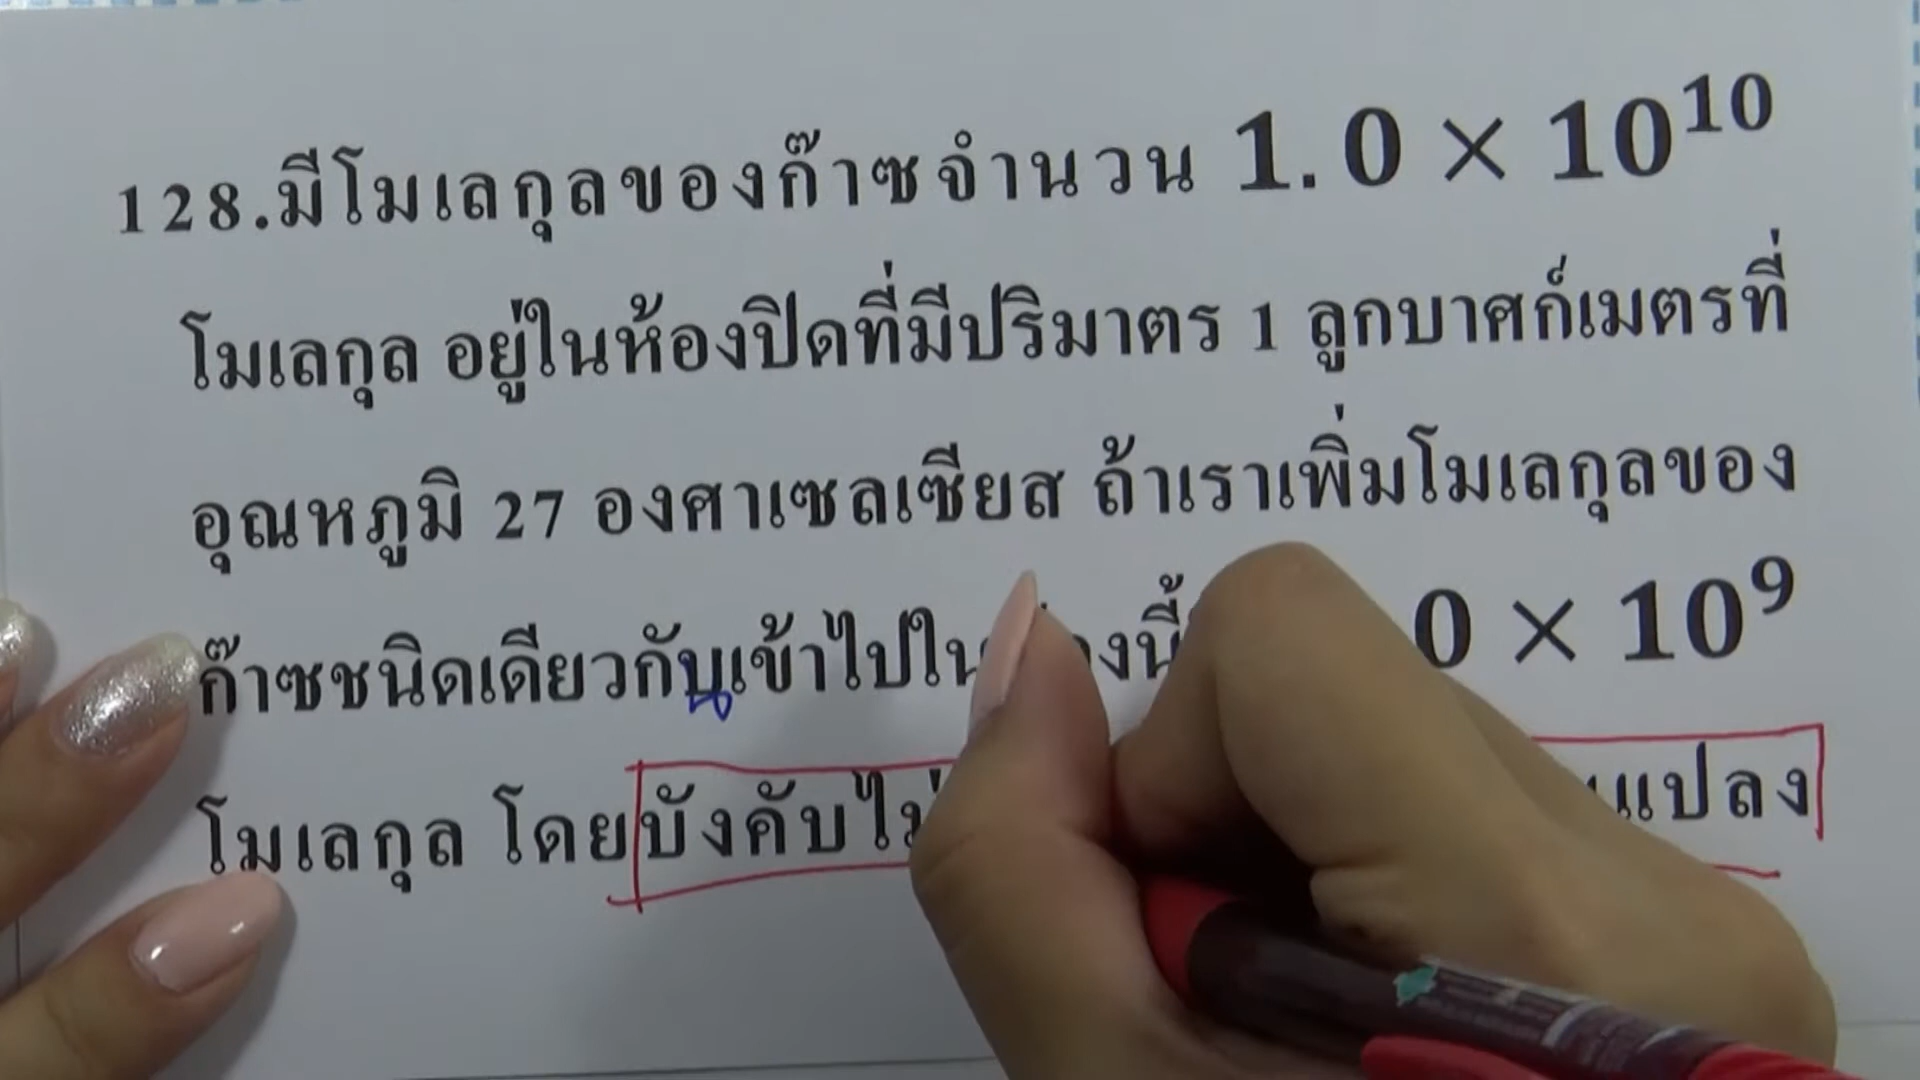 128.มีโมเลกุลของก๊าซจำนวน 1.0 × 10¹⁰
โมเลกุล อยู่ในห้องปิดที่มีปริมาตร 1 ลูกบาศก์เมตรที่
อุณหภูมิ 27 องศาเซลเซียส ถ้าเราเพิ่มโมเลกุลของ
ก๊าซชนิดเดียวกันเข้าไปใน 0 × 10⁹
โมเลกุล โดยบังคับไม่ แปลง